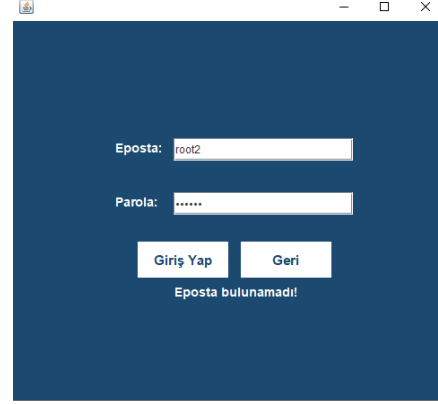 Eposta: root2
Parola: ••••••
Giriş Yap Geri
Eposta bulunamadı!